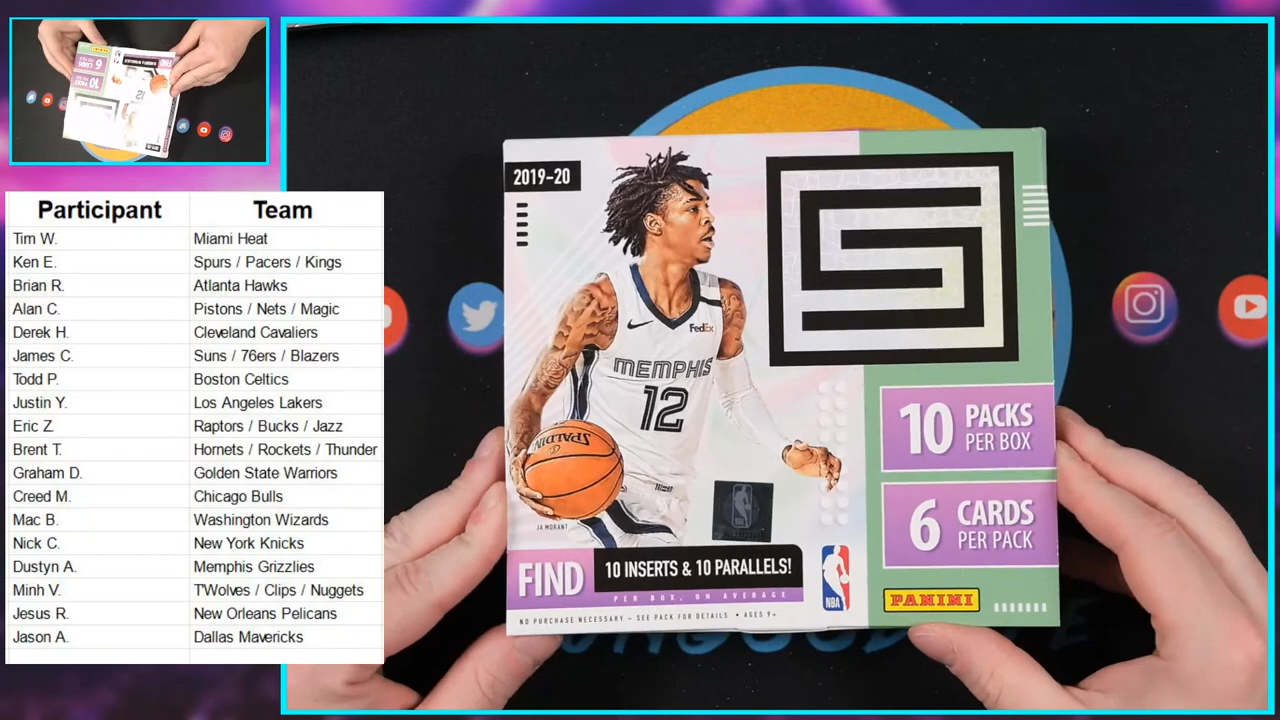 Participant Team
Tim W. Miami Heat
Ken E. Spurs / Pacers / Kings
Brian R. Atlanta Hawks
Alan C. Pistons / Nets / Magic
Derek H. Cleveland Cavaliers
James C. Suns / 76ers / Blazers
Todd P. Boston Celtics
Justin Y. Los Angeles Lakers
Eric Z. Raptors / Bucks / Jazz
Brent T. Hornets / Rockets / Thunder
Graham D. Golden State Warriors
Creed M. Chicago Bulls
Mac B. Washington Wizards
Nick C. New York Knicks
Dustyn A. Memphis Grizzlies
Minh V. T'Wolves / Clips / Nuggets
Jesus R. New Orleans Pelicans
Jason A. Dallas Mavericks
2019-20
FedEx
MEMPHIS
12
SPALDING
JA MORANT
10 PACKS
PER BOX
6 CARDS
PER PACK
FIND 10 INSERTS & 10 PARALLELS!
PER BOX, ON AVERAGE
NBA
PANINI
NO PURCHASE NECESSARY – SEE PACK FOR DETAILS • AGES 9+